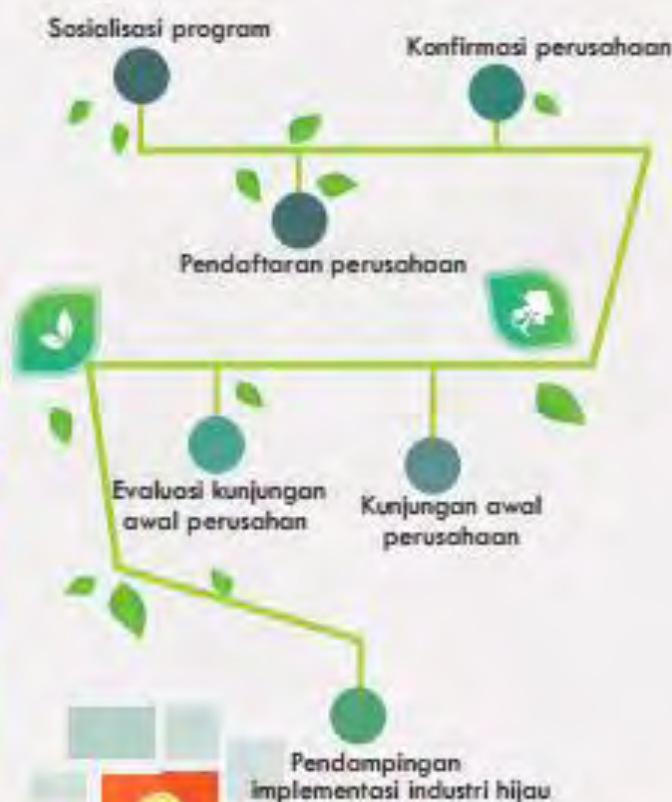 Sosialisasi program
Konfirmasi perusahaan
Pendaftaran perusahaan
Evaluasi kunjungan
awal perusahan
Kunjungan awal
perusahaan
Pendampingan
implementasi industri hijau